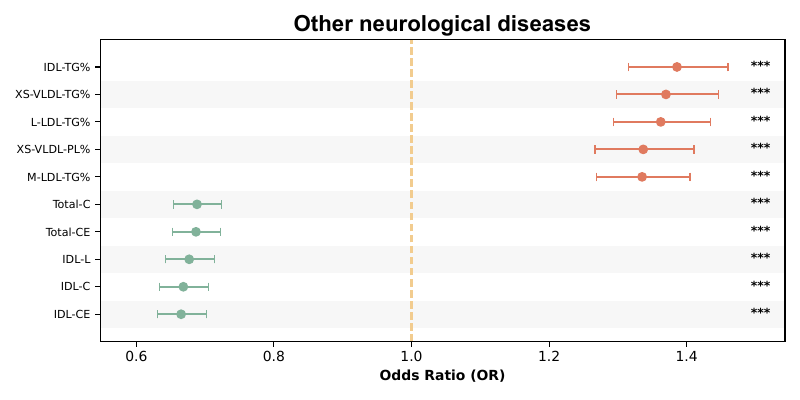 Other neurological diseases
IDL-TG% ***
XS-VLDL-TG% ***
L-LDL-TG% ***
XS-VLDL-PL% ***
M-LDL-TG% ***
Total-C ***
Total-CE ***
IDL-L ***
IDL-C ***
IDL-CE ***
0.6 0.8 1.0 1.2 1.4
Odds Ratio (OR)